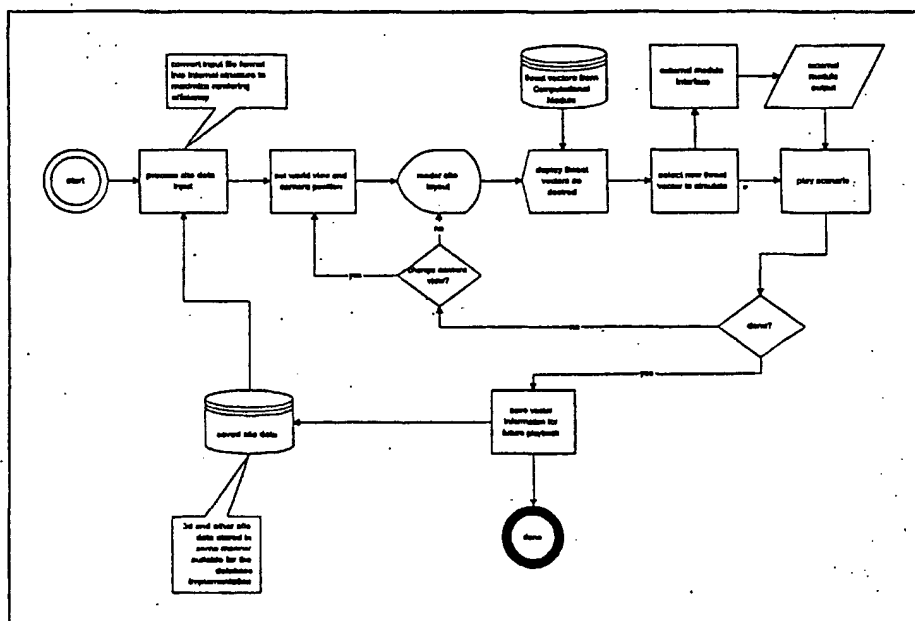 convert input file format
into internal structure to
maximize rendering
efficiency
threat vectors from
Computational
Module
external module
interface
external
module
output
start
process site data
input
set world view and
camera position
render site
layout
display threat
vectors as
desired
select new threat
vector to simulate
play scenario
no
yes
change camera
view?
no
done?
yes
saved site data
save vector
information for
future playback
3d and other site
data stored in
some manner
suitable for the
database
implementation
done